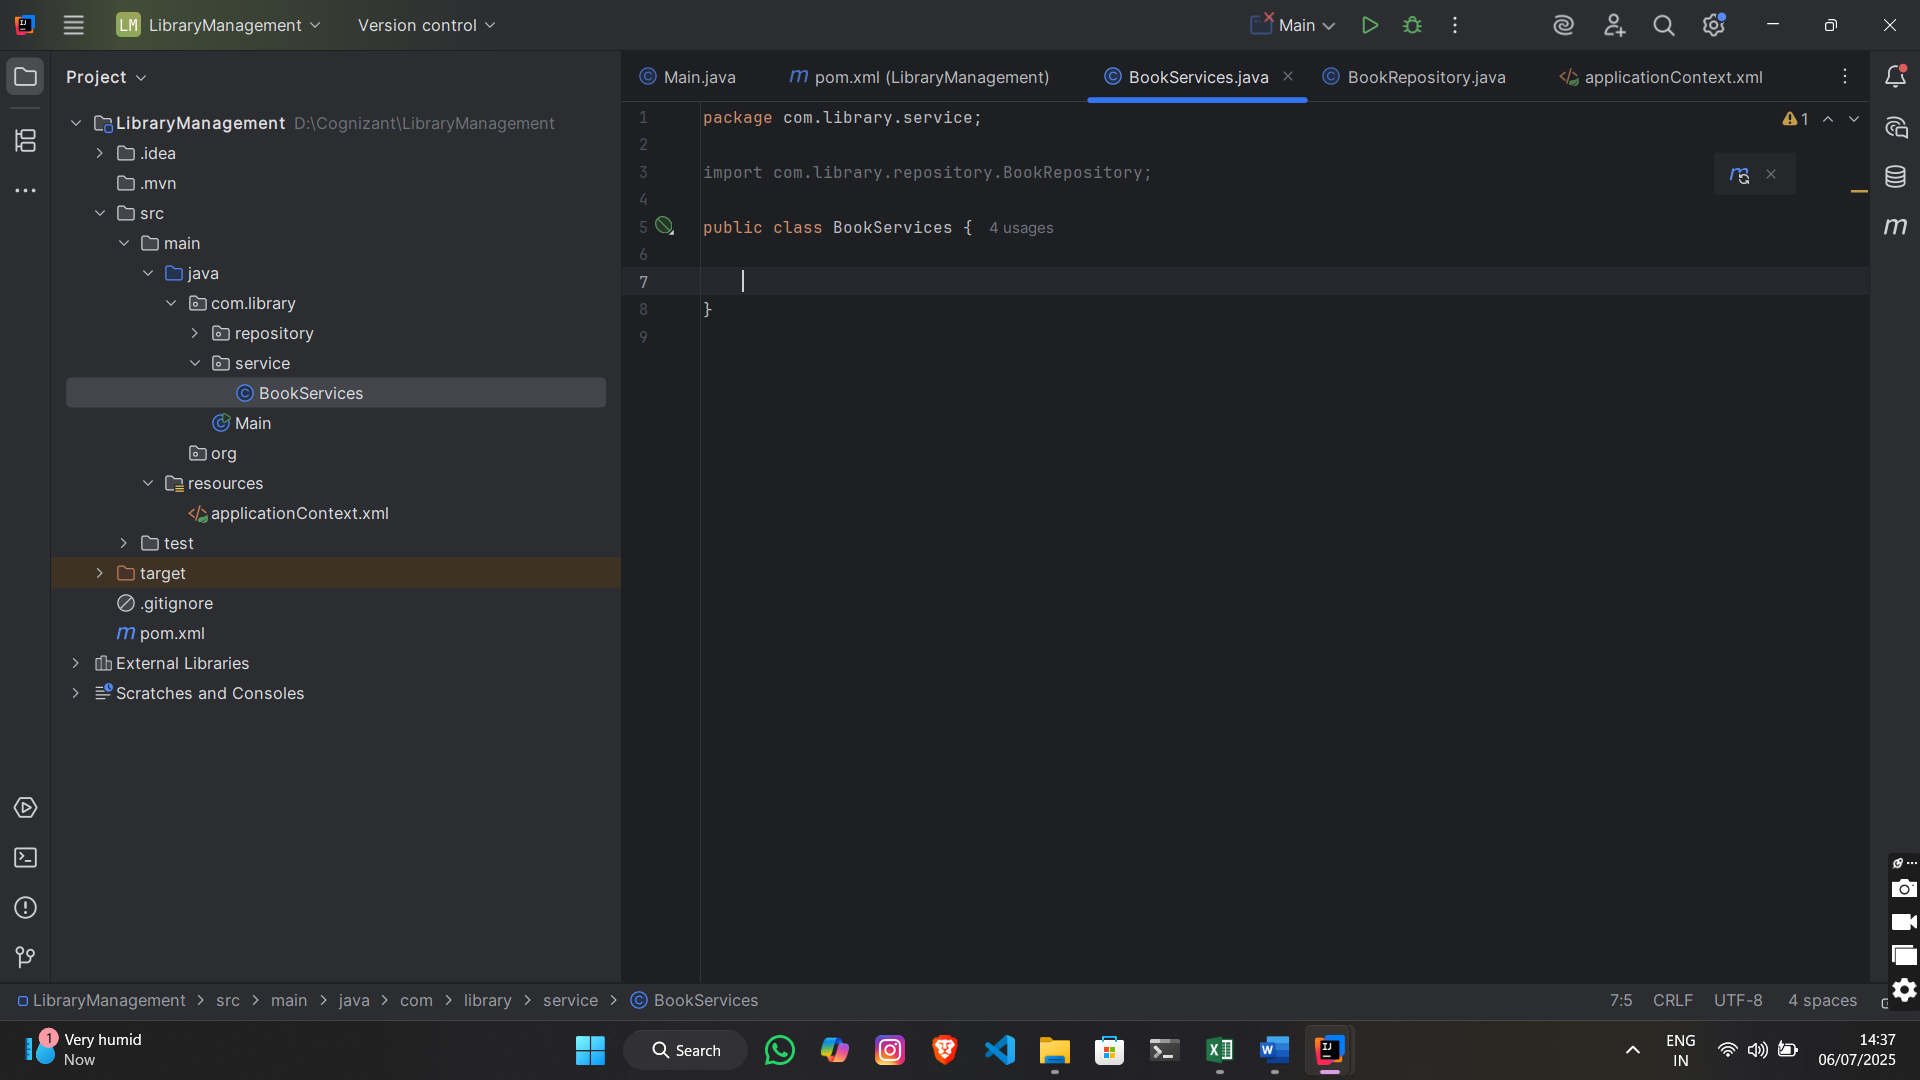 LM LibraryManagement
Version control
Main
Project
LibraryManagement D:\Cognizant\LibraryManagement
.idea
.mvn
src
main
java
com.library
repository
service
BookServices
Main
org
resources
applicationContext.xml
test
target
.gitignore
m pom.xml
External Libraries
Scratches and Consoles
Main.java
m pom.xml (LibraryManagement)
BookServices.java
BookRepository.java
applicationContext.xml
1 package com.library.service;
2
3 import com.library.repository.BookRepository;
4
5 public class BookServices { 4 usages
6
7
8 }
9
1
LibraryManagement > src > main > java > com > library > service > BookServices
7:5 CRLF UTF-8 4 spaces
1
Very humid
Now
Search
ENG
IN
14:37
06/07/2025